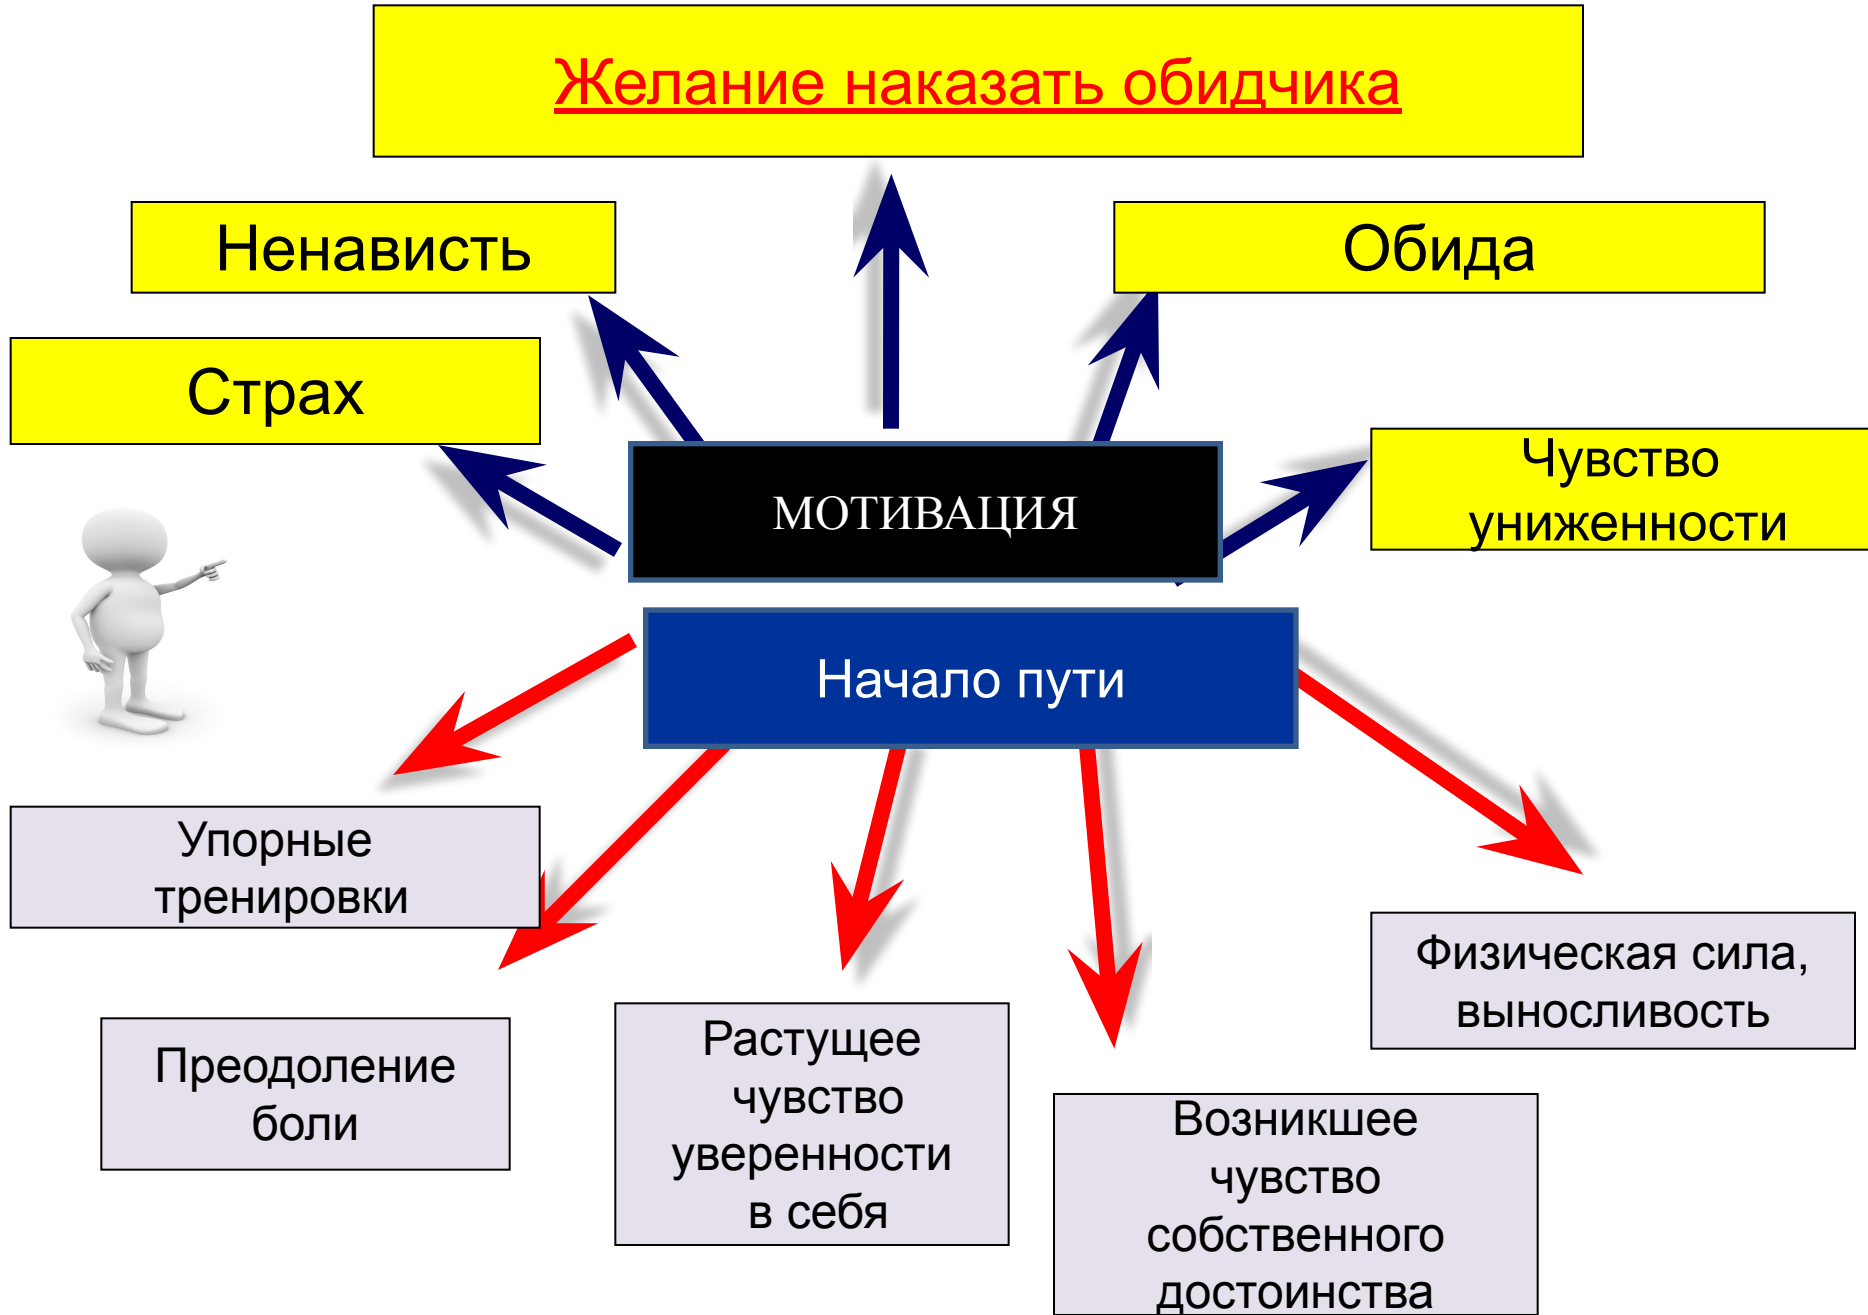 Желание наказать обидчика
Ненависть
Обида
Страх
Чувство
униженности
МОТИВАЦИЯ
Начало пути
Упорные
тренировки
Физическая сила,
выносливость
Преодоление
боли
Растущее
чувство
уверенности
в себя
Возникшее
чувство
собственного
достоинства